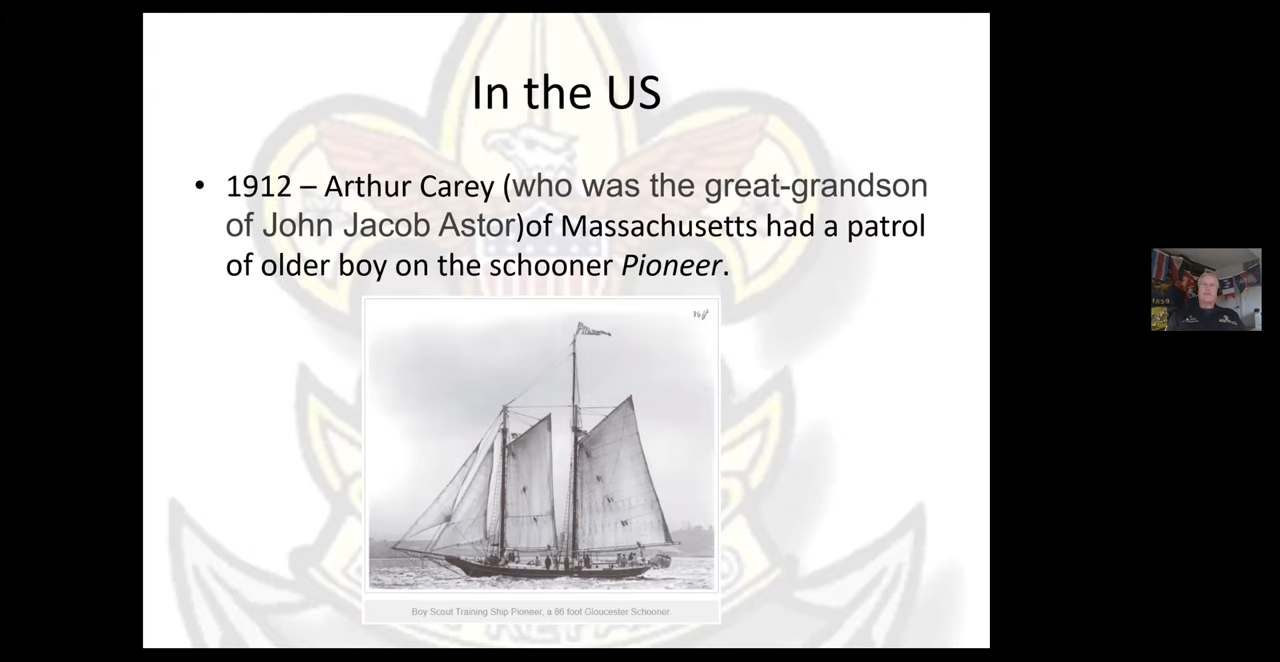 In the US
• 1912 – Arthur Carey (who was the great-grandson
of John Jacob Astor)of Massachusetts had a patrol
of older boy on the schooner Pioneer.
Boy Scout Training Ship Pioneer, a 86 foot Gloucester Schooner.